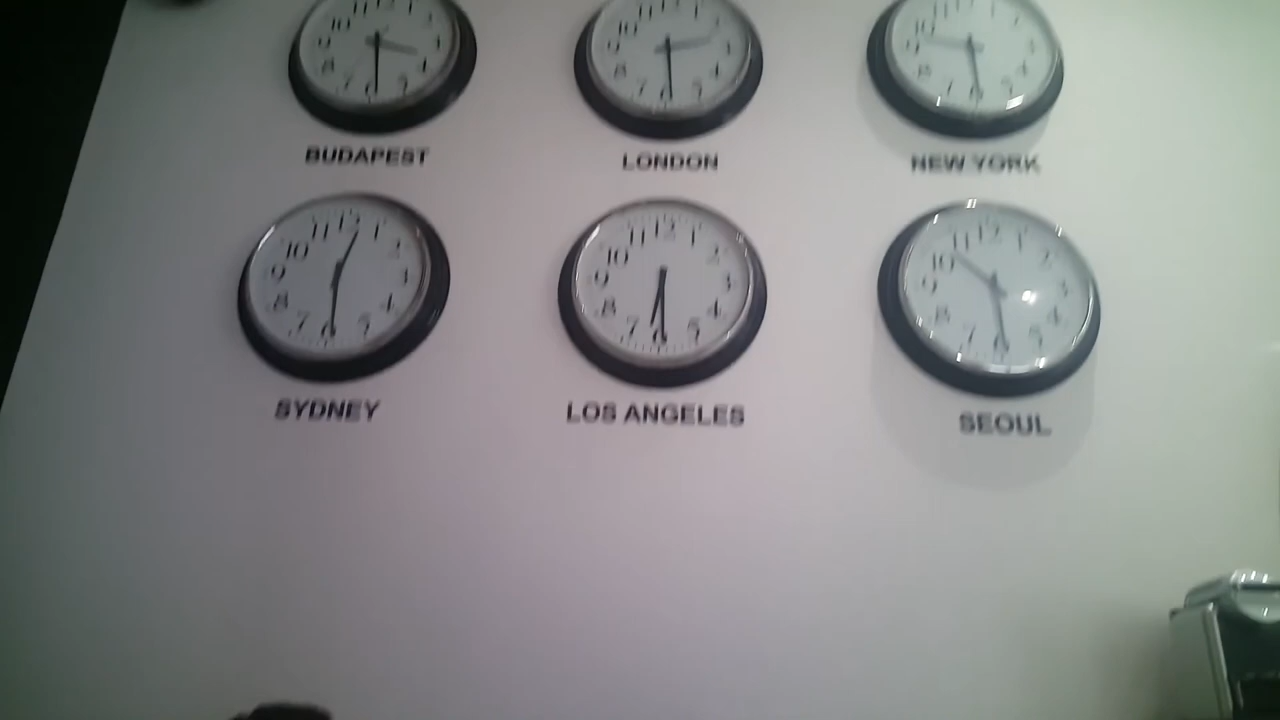 BUDAPEST
LONDON
NEW YORK
SYDNEY
LOS ANGELES
SEOUL